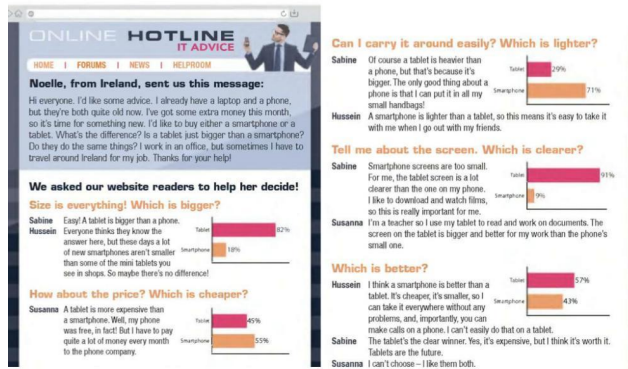 ONLINE HOTLINE
IT ADVICE
HOME | FORUMS | NEWS | HELPROOM
Noelle, from Ireland, sent us this message:
Hi everyone. I'd like some advice. I already have a laptop and a phone,
but they're both quite old now. I've got some extra money this month,
so it's time for something new. I'd like to buy either a smartphone or a
tablet. What's the difference? Is a tablet just bigger than a smartphone?
Do they do the same things? I work in an office, but sometimes I have to
travel around Ireland for my job. Thanks for your help!
We asked our website readers to help her decide!
Size is everything! Which is bigger?
Sabine Easy! A tablet is bigger than a phone.
Hussein Everyone thinks they know the
answer here, but these days a lot
of new smartphones aren't smaller
than some of the mini tablets you
see in shops. So maybe there's no difference!
Tablet 82%
Smartphone 18%
How about the price? Which is cheaper?
Susanna A tablet is more expensive than
a smartphone. Well, my phone
was free, in fact! But I have to pay
quite a lot of money every month
to the phone company.
Tablet 45%
Smartphone 55%
Can I carry it around easily? Which is lighter?
Sabine Of course a tablet is heavier than
a phone, but that's because it's
bigger. The only good thing about a
phone is that I can put it in all my
small handbags!
Tablet 29%
Smartphone 71%
Hussein A smartphone is lighter than a tablet, so this means it's easy to take it
with me when I go out with my friends.
Tell me about the screen. Which is clearer?
Sabine Smartphone screens are too small.
For me, the tablet screen is a lot
clearer than the one on my phone.
I like to download and watch films,
so this is really important for me.
Tablet 91%
Smartphone 9%
Susanna I'm a teacher so I use my tablet to read and work on documents. The
screen on the tablet is bigger and better for my work than the phone's
small one.
Which is better?
Hussein I think a smartphone is better than a
tablet. It's cheaper, it's smaller, so I
can take it everywhere without any
problems, and, importantly, you can
make calls on a phone. I can't easily do that on a tablet.
Tablet 57%
Smartphone 43%
Sabine The tablet's the clear winner. Yes, it's expensive, but I think it's worth it.
Tablets are the future.
Susanna I can't choose – I like them both.